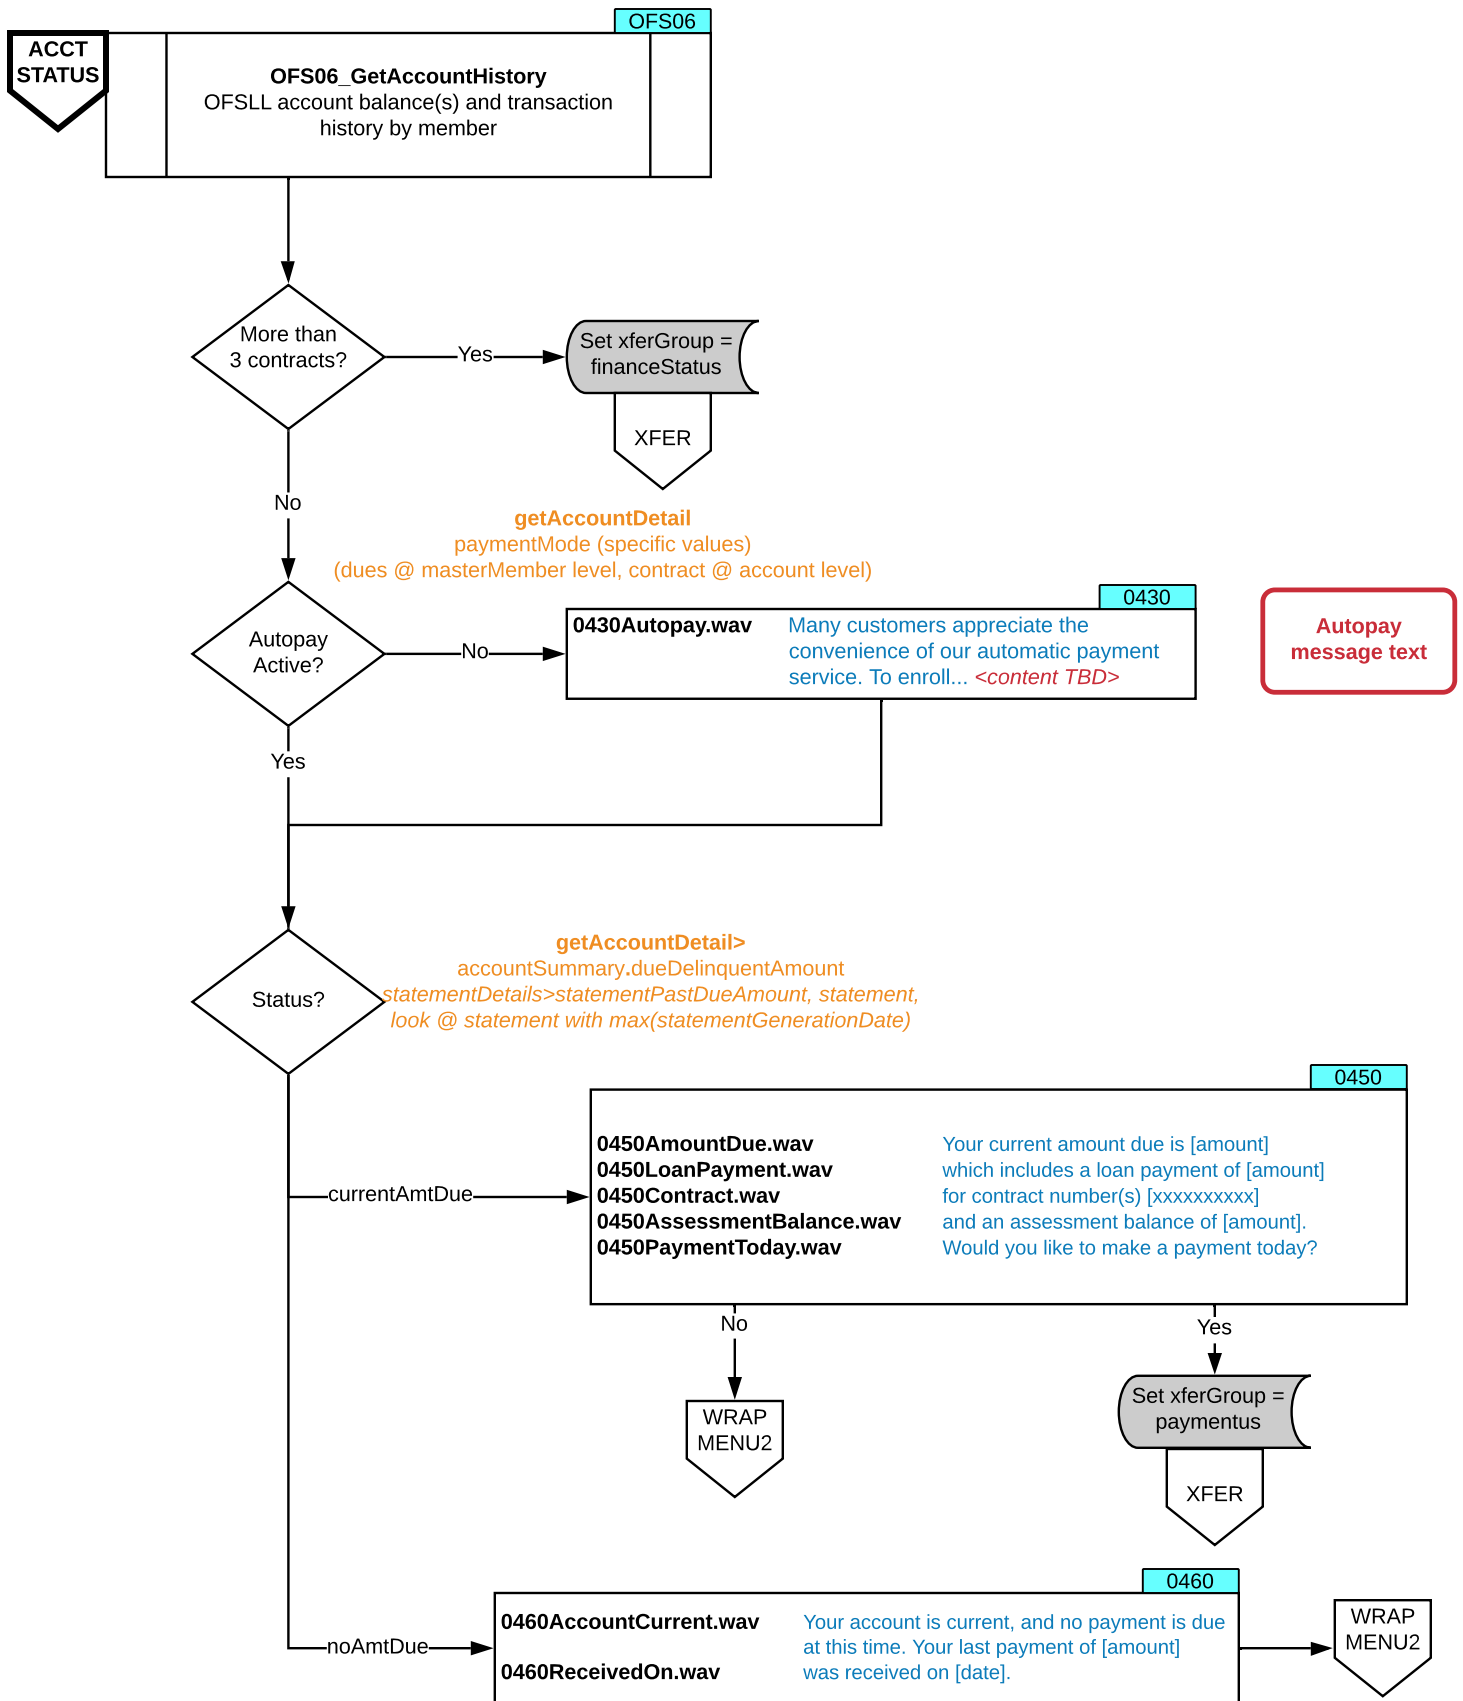 OFS06
ACCT
STATUS
OFS06_GetAccountHistory
OFSLL account balance(s) and transaction
history by member
More than
3 contracts?
Yes
Set xferGroup =
financeStatus
XFER
No
getAccountDetail
paymentMode (specific values)
(dues @ masterMember level, contract @ account level)
Autopay
Active?
No
0430
0430Autopay.wav Many customers appreciate the
convenience of our automatic payment
service. To enroll... <content TBD>
Autopay
message text
Yes
Status?
getAccountDetail>
accountSummary.dueDelinquentAmount
statementDetails>statementPastDueAmount, statement,
look @ statement with max(statementGenerationDate)
currentAmtDue
0450
0450AmountDue.wav Your current amount due is [amount]
0450LoanPayment.wav which includes a loan payment of [amount]
0450Contract.wav for contract number(s) [xxxxxxxxxx]
0450AssessmentBalance.wav and an assessment balance of [amount].
0450PaymentToday.wav Would you like to make a payment today?
No
WRAP
MENU2
Yes
Set xferGroup =
paymentus
XFER
noAmtDue
0460
0460AccountCurrent.wav Your account is current, and no payment is due
at this time. Your last payment of [amount]
0460ReceivedOn.wav was received on [date].
WRAP
MENU2